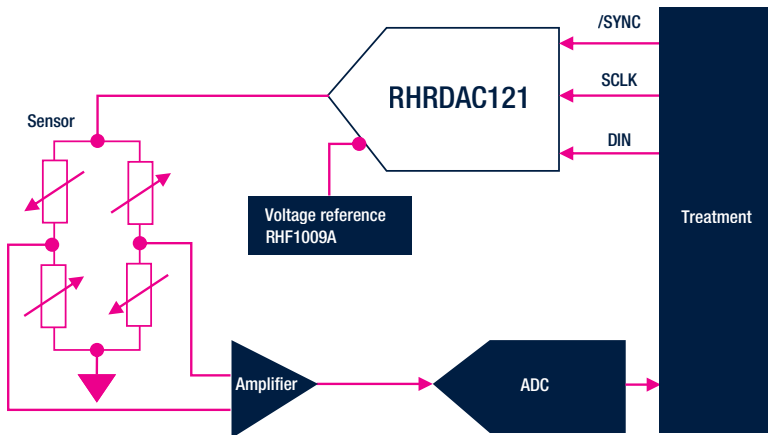 /SYNC
RHRDAC121
SCLK
Sensor
DIN
Voltage reference
RHF1009A
Treatment
Amplifier
ADC